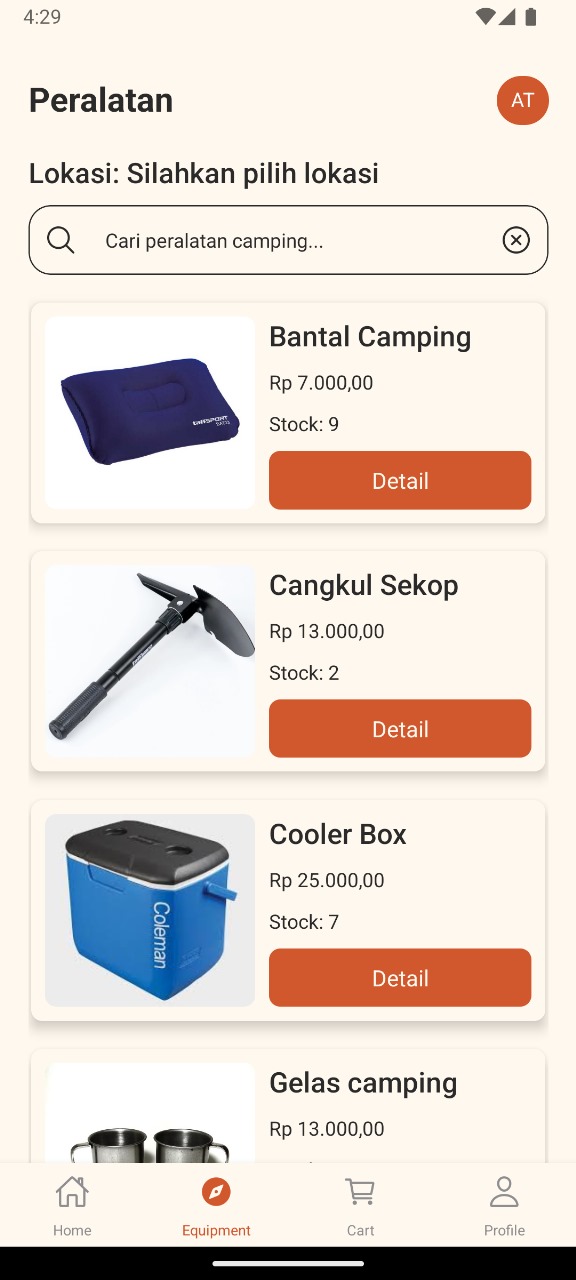 4:29
Peralatan
AT
Lokasi: Silahkan pilih lokasi
Cari peralatan camping...
Bantal Camping
Rp 7.000,00
Stock: 9
Detail
Cangkul Sekop
Rp 13.000,00
Stock: 2
Detail
Cooler Box
Rp 25.000,00
Stock: 7
Coleman
Detail
Gelas camping
Rp 13.000,00
Home
Equipment
Cart
Profile